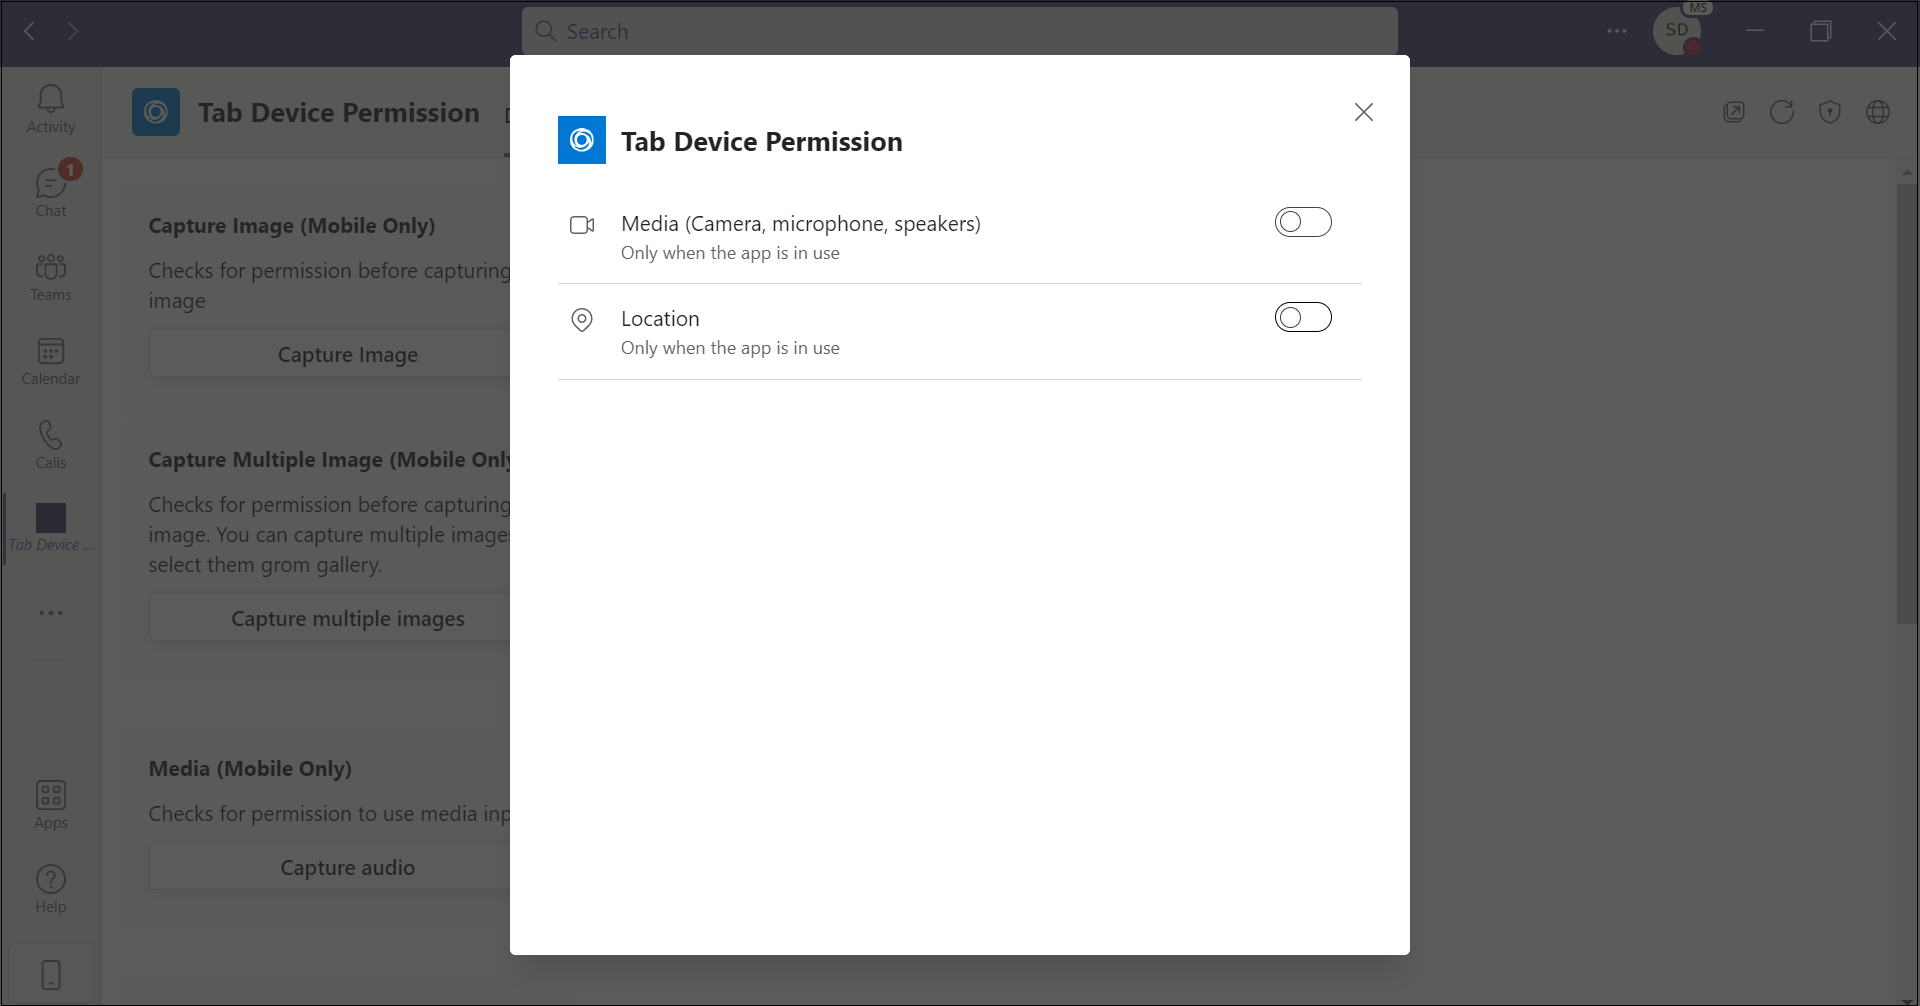 Search
SD
MS
Activity
1
Chat
Teams
Calendar
Calls
Tab Device ...
Apps
Help
Tab Device Permission
Capture Image (Mobile Only)
Checks for permission before capturing
image
Capture Image
Capture Multiple Image (Mobile Only
Checks for permission before capturing
image. You can capture multiple images
select them grom gallery.
Capture multiple images
Media (Mobile Only)
Checks for permission to use media inp
Capture audio
Tab Device Permission
Media (Camera, microphone, speakers)
Only when the app is in use
Location
Only when the app is in use